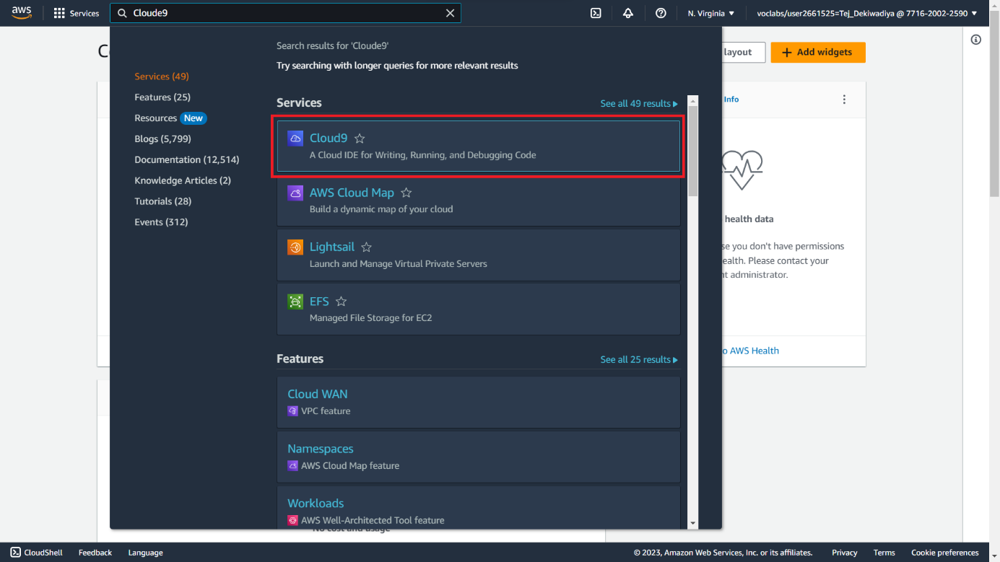 aws
Services
Cloude9
N. Virginia
voclabs/user2661525=Tej_Dekiwadiya @ 7716-2002-2590
Search results for 'Cloude9'
Try searching with longer queries for more relevant results
layout
Add widgets
Services (49)
Features (25)
Resources New
Blogs (5,799)
Documentation (12,514)
Knowledge Articles (2)
Tutorials (28)
Events (312)
Services
See all 49 results
Cloud9
A Cloud IDE for Writing, Running, and Debugging Code
AWS Cloud Map
Build a dynamic map of your cloud
Lightsail
Launch and Manage Virtual Private Servers
EFS
Managed File Storage for EC2
Features
See all 25 results
Cloud WAN
VPC feature
Namespaces
AWS Cloud Map feature
Workloads
AWS Well-Architected Tool feature
No cost and usage
Info
health data
se you don't have permissions
ealth. Please contact your
nt administrator.
o AWS Health
CloudShell
Feedback
Language
© 2023, Amazon Web Services, Inc. or its affiliates.
Privacy
Terms
Cookie preferences